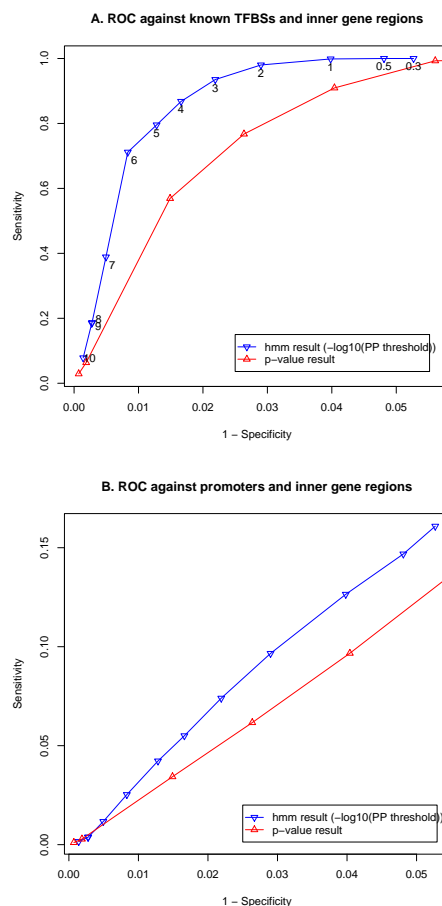 A. ROC against known TFBSs and inner gene regions
1.0
0.8
0.6
0.4
0.2
0.0
Sensitivity
0.3
0.5
1
2
3
4
5
6
7
8
9
10
hmm result (−log10(PP threshold))
p−value result
0.00 0.01 0.02 0.03 0.04 0.05
1 − Specificity
B. ROC against promoters and inner gene regions
0.15
0.10
0.05
0.00
Sensitivity
hmm result (−log10(PP threshold))
p−value result
0.00 0.01 0.02 0.03 0.04 0.05
1 − Specificity